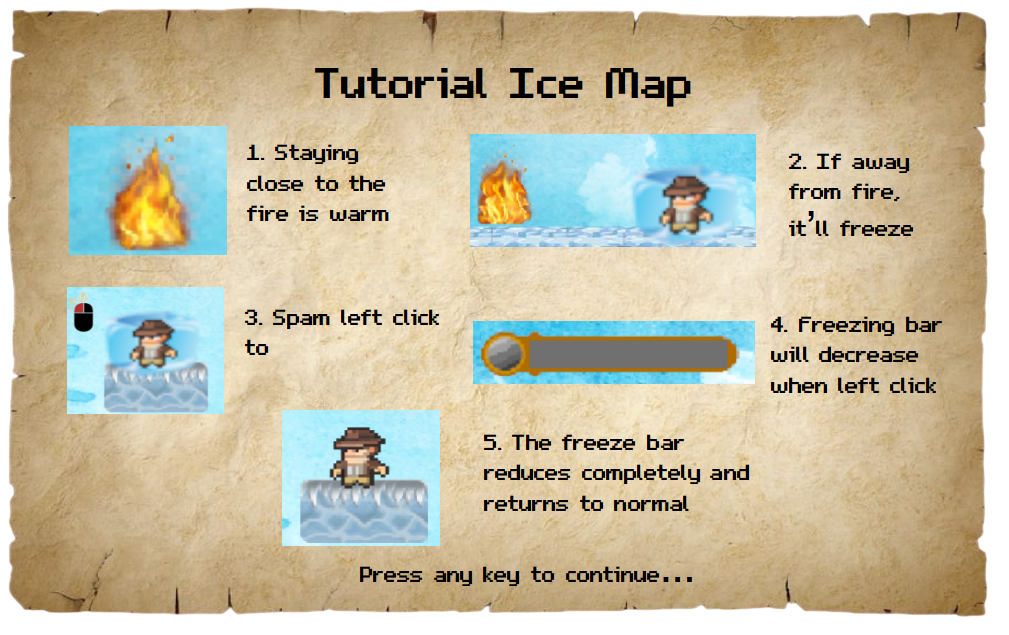 Tutorial Ice Map
1. Staying
close to the
fire is warm
2. If away
from fire,
it'll freeze
3. Spam left click
to
4. Freezing bar
will decrease
when left click
5. The freeze bar
reduces completely and
returns to normal
Press any key to continue...